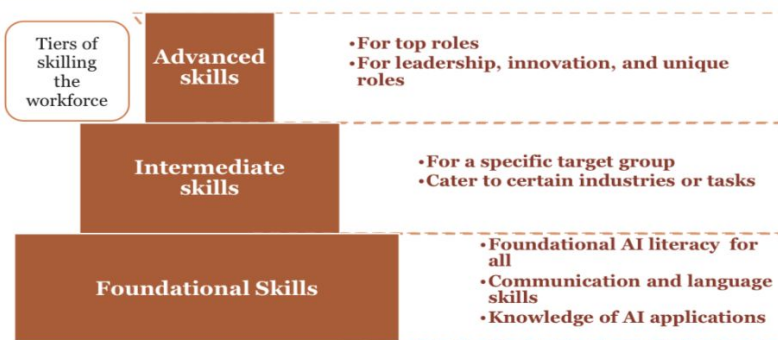 Tiers of
skilling
the
workforce
Advanced
skills
•For top roles
•For leadership, innovation, and unique
roles
Intermediate
skills
•For a specific target group
•Cater to certain industries or tasks
Foundational Skills
•Foundational AI literacy for
all
•Communication and language
skills
•Knowledge of AI applications